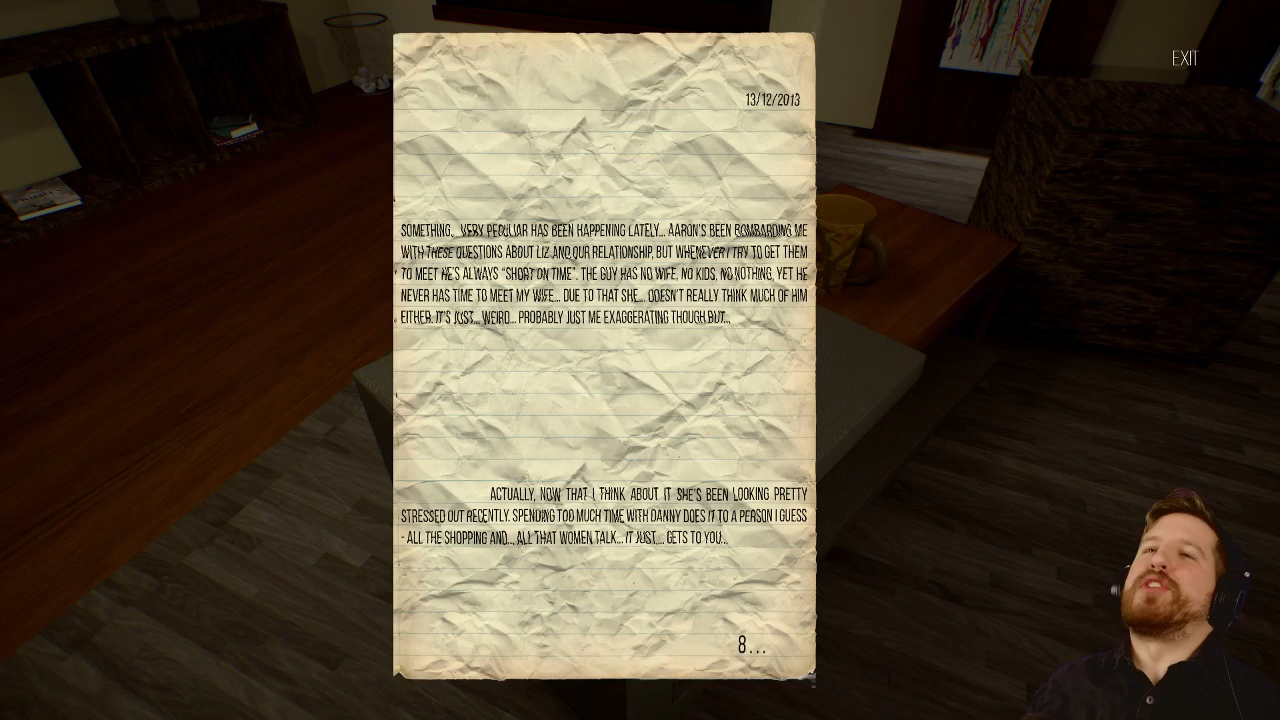 EXIT
13/12/2013
SOMETHING... VERY PECULIAR HAS BEEN HAPPENING LATELY... AARON'S BEEN BOMBARDING ME
WITH THESE QUESTIONS ABOUT LIZ AND OUR RELATIONSHIP, BUT WHENEVER I TRY TO GET THEM
TO MEET HE'S ALWAYS "SHORT ON TIME". THE GUY HAS NO WIFE, NO KIDS, NO NOTHING, YET HE
NEVER HAS TIME TO MEET MY WIFE... DUE TO THAT SHE... DOESN'T REALLY THINK MUCH OF HIM
EITHER. IT'S JUST... WEIRD... PROBABLY JUST ME EXAGGERATING THOUGH BUT...
ACTUALLY, NOW THAT I THINK ABOUT IT SHE'S BEEN LOOKING PRETTY
STRESSED OUT RECENTLY. SPENDING TOO MUCH TIME WITH DANNY DOES IT TO A PERSON I GUESS
- ALL THE SHOPPING AND... ALL THAT WOMEN TALK... IT JUST... GETS TO YOU...
8...